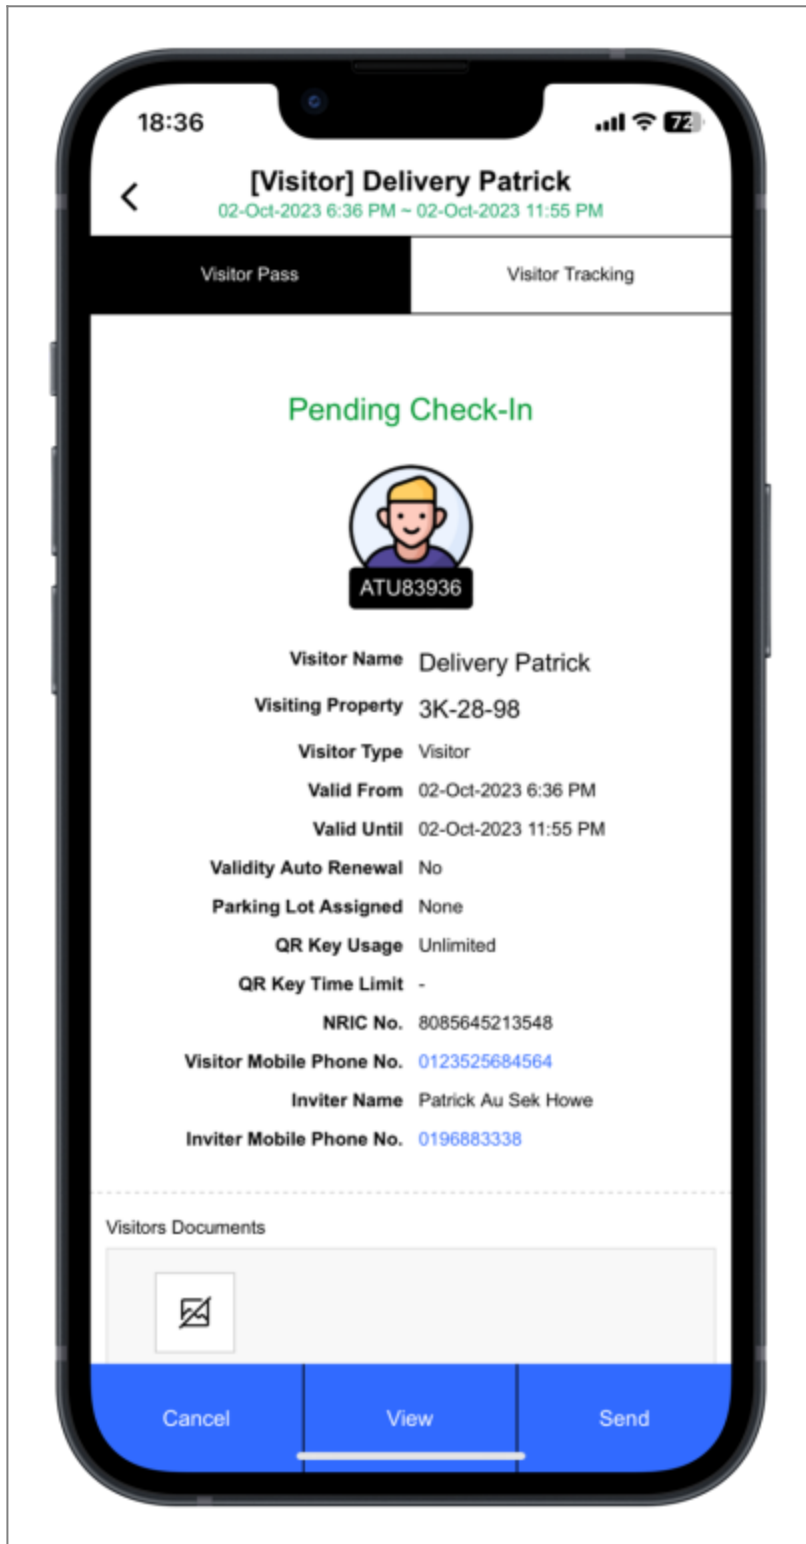 18:36
72
[Visitor] Delivery Patrick
02-Oct-2023 6:36 PM ~ 02-Oct-2023 11:55 PM
Visitor Pass
Visitor Tracking
Pending Check-In
ATU83936
Visitor Name Delivery Patrick
Visiting Property 3K-28-98
Visitor Type Visitor
Valid From 02-Oct-2023 6:36 PM
Valid Until 02-Oct-2023 11:55 PM
Validity Auto Renewal No
Parking Lot Assigned None
QR Key Usage Unlimited
QR Key Time Limit -
NRIC No. 8085645213548
Visitor Mobile Phone No. 0123525684564
Inviter Name Patrick Au Sek Howe
Inviter Mobile Phone No. 0196883338
Visitors Documents
Cancel
View
Send